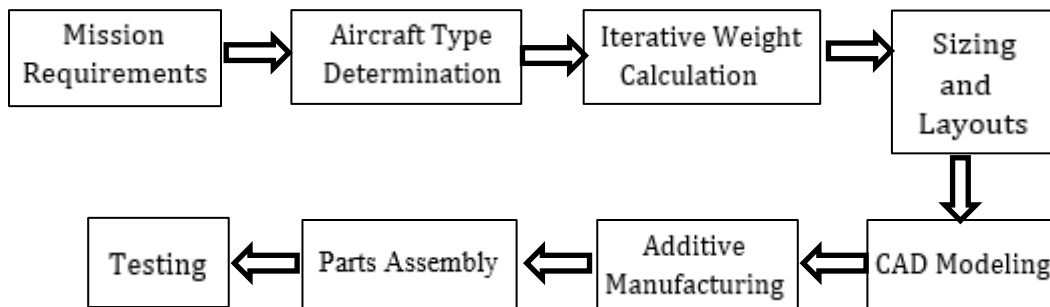 Mission
Requirements
Aircraft Type
Determination
Iterative Weight
Calculation
Sizing
and
Layouts
CAD Modeling
Additive
Manufacturing
Parts Assembly
Testing